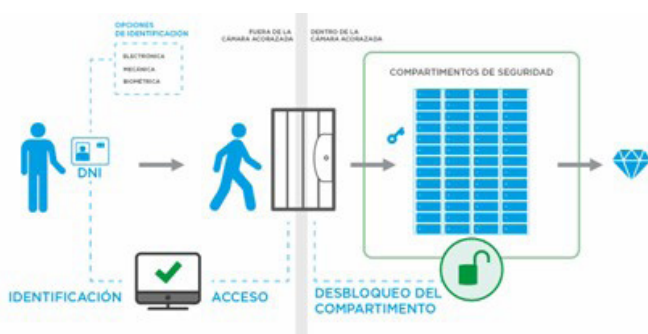 OPCIONES
DE IDENTIFICACIÓN
ELECTRÓNICA
MECÁNICA
BIOMÉTRICA
FUERA DE LA
CÁMARA ACORAZADA
DENTRO DE LA
CÁMARA ACORAZADA
COMPARTIMENTOS DE SEGURIDAD
DNI
IDENTIFICACIÓN
ACCESO
DESBLOQUEO DEL
COMPARTIMENTO